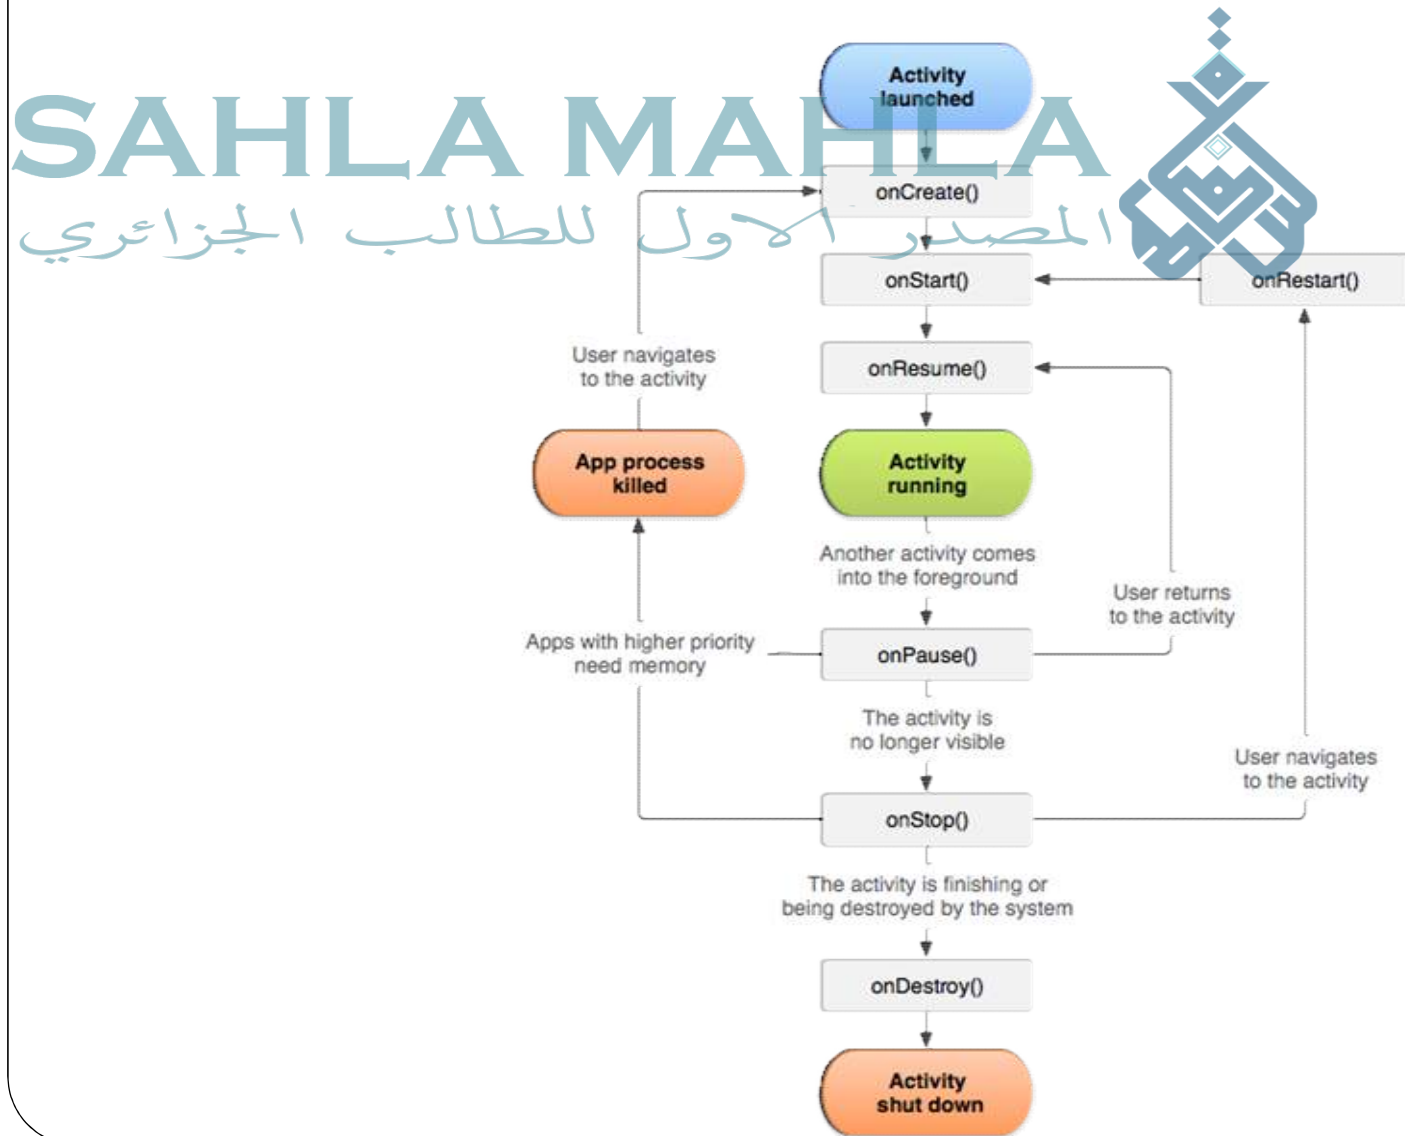 Activity
launched
SAHLA MAHLA
onCreate()
المصدر الاول للطالب الجزائري
onStart()
onRestart()
User navigates
to the activity
onResume()
App process
killed
Activity
running
Another activity comes
into the foreground
User returns
to the activity
Apps with higher priority
need memory
onPause()
The activity is
no longer visible
User navigates
to the activity
onStop()
The activity is finishing or
being destroyed by the system
onDestroy()
Activity
shut down